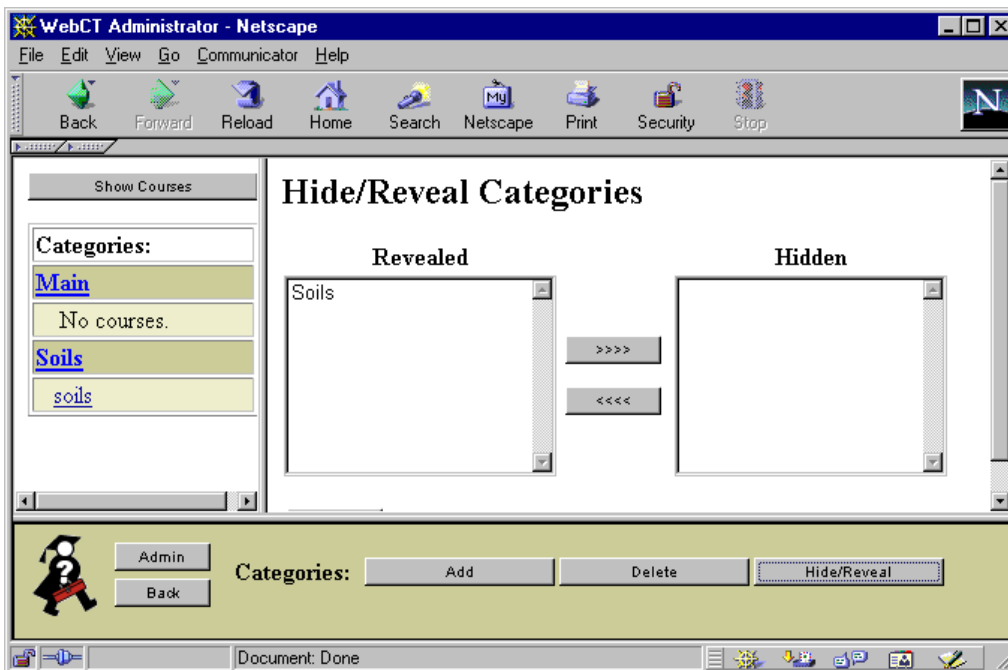 WebCT Administrator - Netscape
File Edit View Go Communicator Help
My
N
Back Forward Reload Home Search Netscape Print Security Stop
Show Courses
Categories:
Main
No courses.
Soils
soils
Hide/Reveal Categories
Revealed
Hidden
Soils
>>>>
<<<<
?
Admin
Back
Categories:
Add
Delete
Hide/Reveal
Document: Done